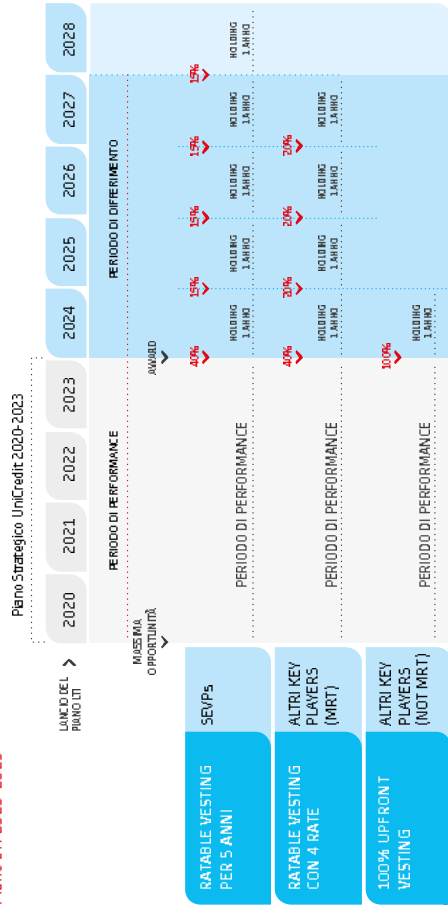 Piano Strategico UniCredit 2020-2023
LANCIO DEL
PIANO LTI
2020
2021
2022
2023
2024
2025
2026
2027
2028
PERIODO DI PERFORMANCE
PERIODO DI DIFFERIMENTO
MASSIMA
OPPORTUNITÀ
AWARD
RATABLE VESTING
PER 5 ANNI
SEVPs
PERIODO DI PERFORMANCE
40%
HOLDING
1 ANNO
15%
HOLDING
1 ANNO
15%
HOLDING
1 ANNO
15%
HOLDING
1 ANNO
15%
HOLDING
1 ANNO
RATABLE VESTING
CON 4 RATE
ALTRI KEY
PLAYERS
(MRT)
PERIODO DI PERFORMANCE
40%
HOLDING
1 ANNO
20%
HOLDING
1 ANNO
20%
HOLDING
1 ANNO
20%
HOLDING
1 ANNO
100% UPFRONT
VESTING
ALTRI KEY
PLAYERS
(NOT MRT)
PERIODO DI PERFORMANCE
100%
HOLDING
1 ANNO